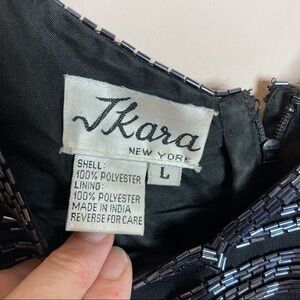 Ikara
NEW YORK
L
SHELL:
100% POLYESTER
LINING:
100% POLYESTER
MADE IN INDIA
REVERSE FOR CARE